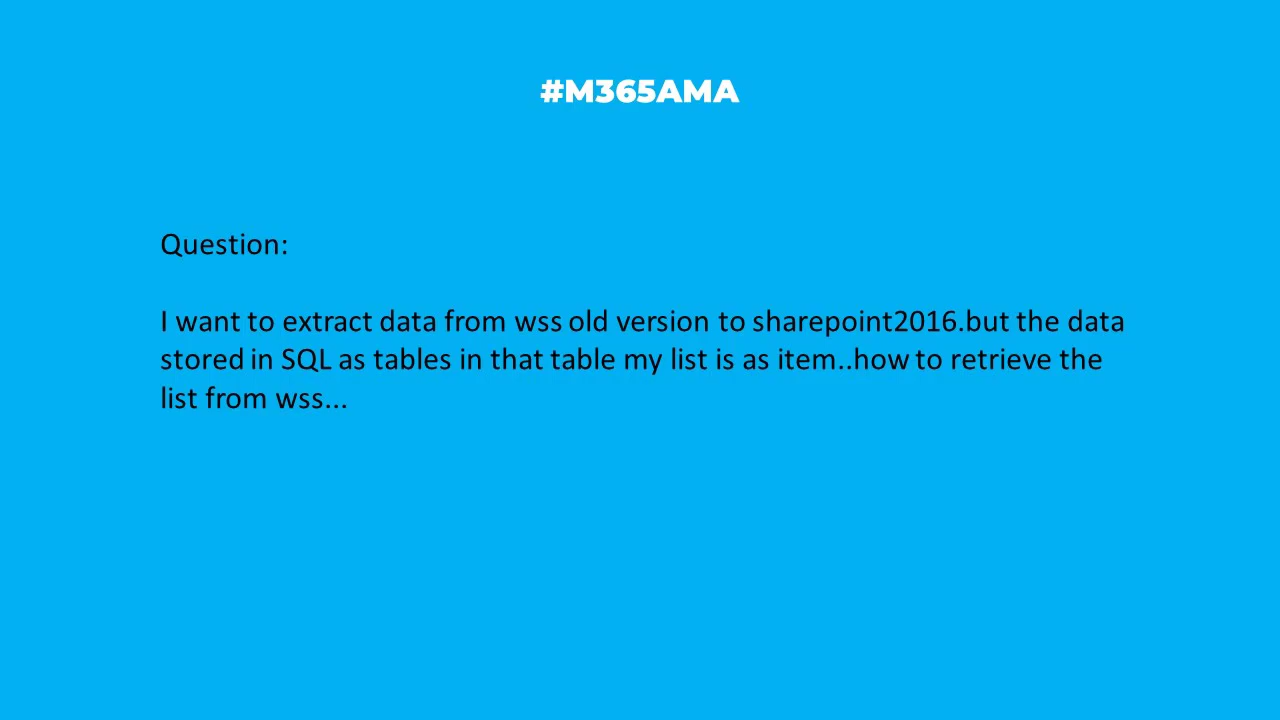 #M365AMA
Question:
I want to extract data from wss old version to sharepoint2016.but the data
stored in SQL as tables in that table my list is as item..how to retrieve the
list from wss...